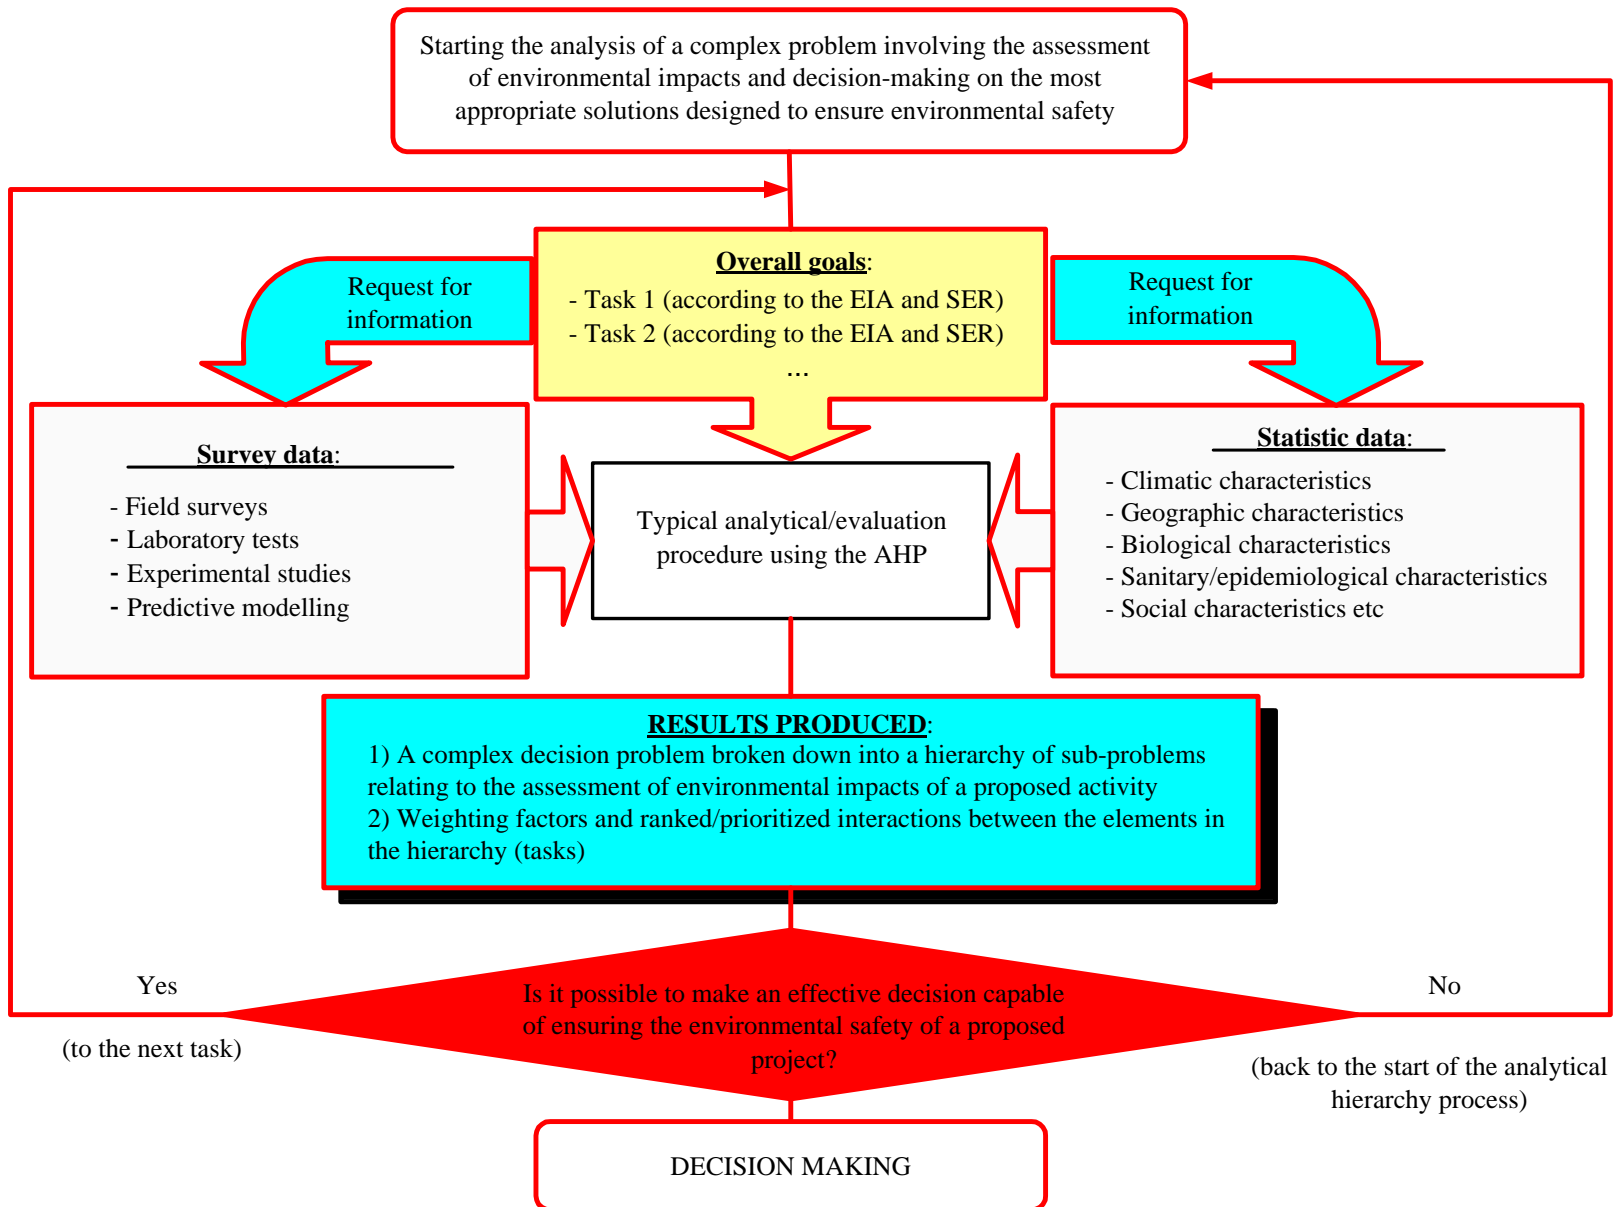 Starting the analysis of a complex problem involving the assessment
of environmental impacts and decision-making on the most
appropriate solutions designed to ensure environmental safety
Request for
information
Overall goals:
- Task 1 (according to the EIA and SER)
- Task 2 (according to the EIA and SER)
...
Request for
information
Survey data:
- Field surveys
- Laboratory tests
- Experimental studies
- Predictive modelling
Typical analytical/evaluation
procedure using the AHP
Statistic data:
- Climatic characteristics
- Geographic characteristics
- Biological characteristics
- Sanitary/epidemiological characteristics
- Social characteristics etc
RESULTS PRODUCED:
1) A complex decision problem broken down into a hierarchy of sub-problems
relating to the assessment of environmental impacts of a proposed activity
2) Weighting factors and ranked/prioritized interactions between the elements in
the hierarchy (tasks)
Yes
(to the next task)
Is it possible to make an effective decision capable
of ensuring the environmental safety of a proposed
project?
No
(back to the start of the analytical
hierarchy process)
DECISION MAKING